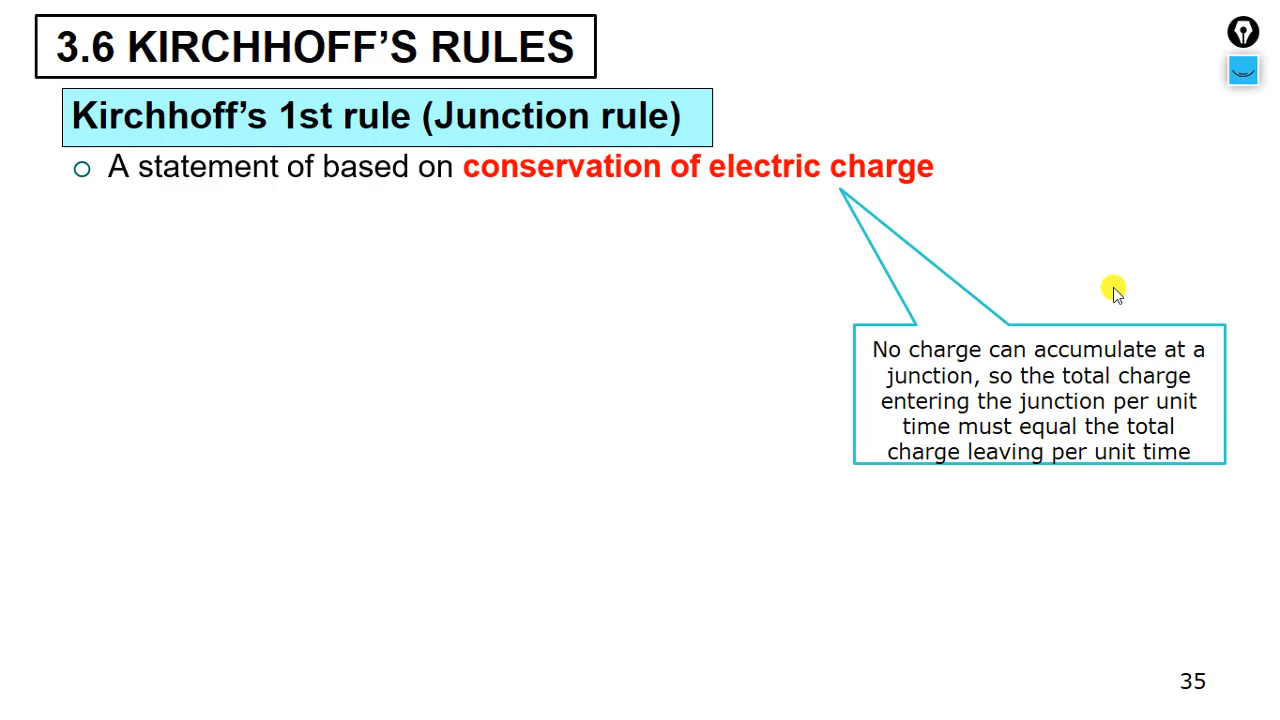 3.6 KIRCHHOFF’S RULES
Kirchhoff’s 1st rule (Junction rule)
A statement of based on conservation of electric charge
No charge can accumulate at a
junction, so the total charge
entering the junction per unit
time must equal the total
charge leaving per unit time
35